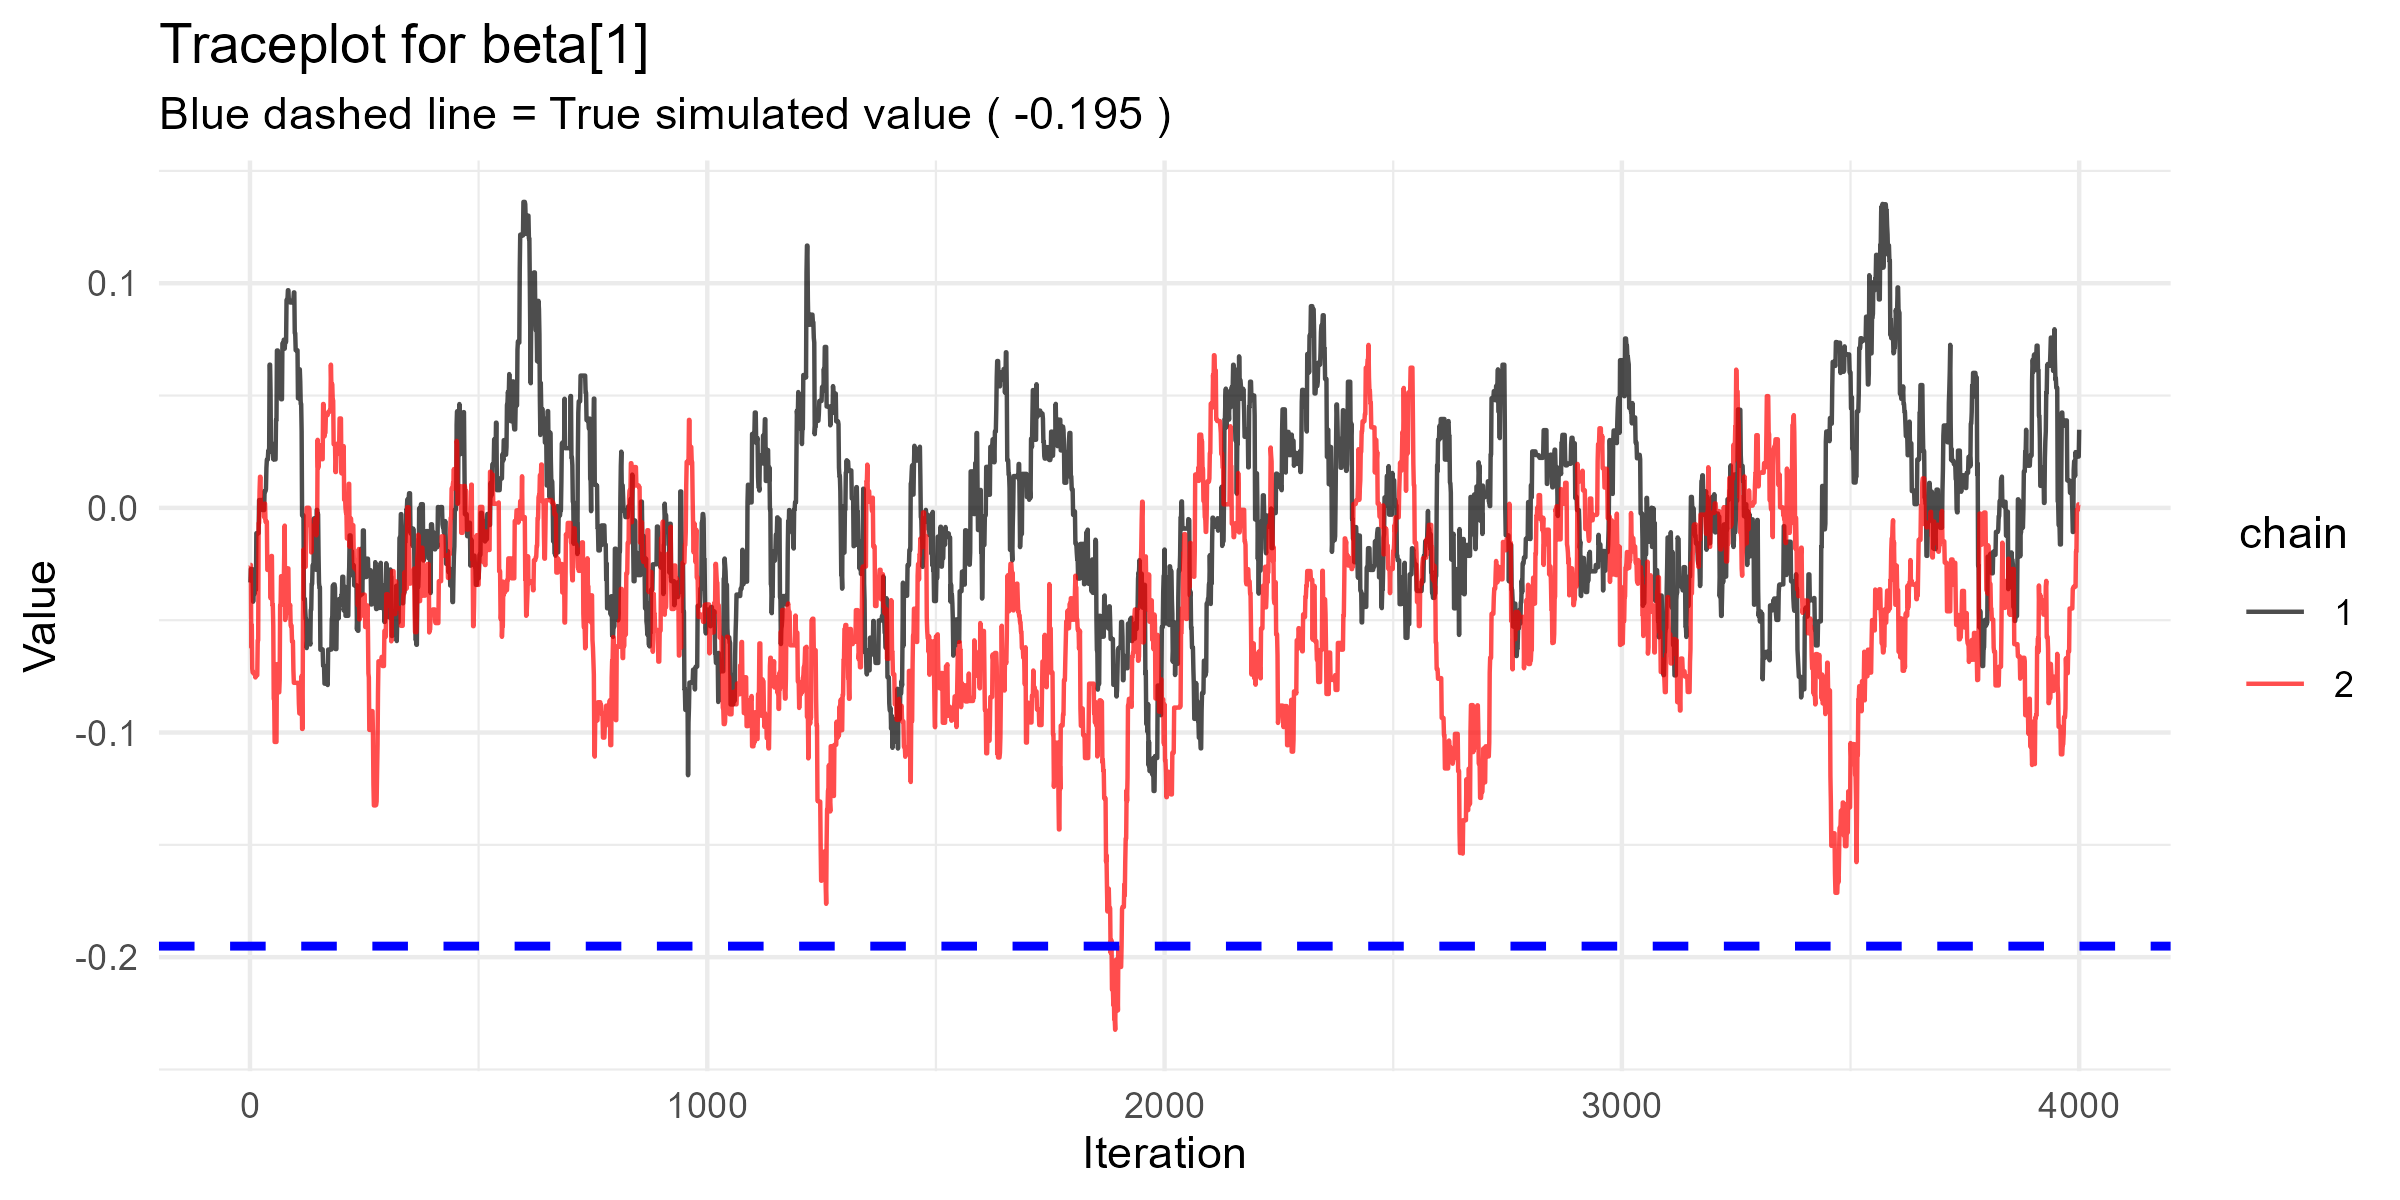 Traceplot for beta[1]
Blue dashed line = True simulated value ( -0.195 )
Value
0.1
0.0
-0.1
-0.2
0
1000
2000
3000
4000
Iteration
chain
1
2